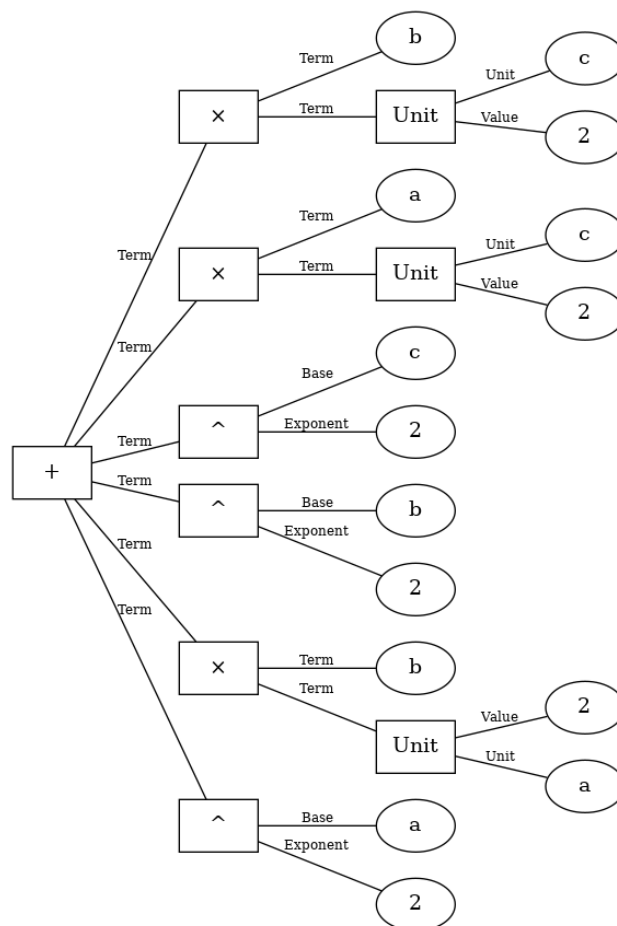 b
Term
c
Unit
×
Term
Unit
Value
2
Term
a
Term
c
Unit
×
Term
Unit
Value
2
Term
c
Base
^
Exponent
2
Term
+
Term
^
Base
b
Exponent
2
Term
×
Term
b
Term
2
Value
Unit
Unit
a
Term
^
Base
a
Exponent
2